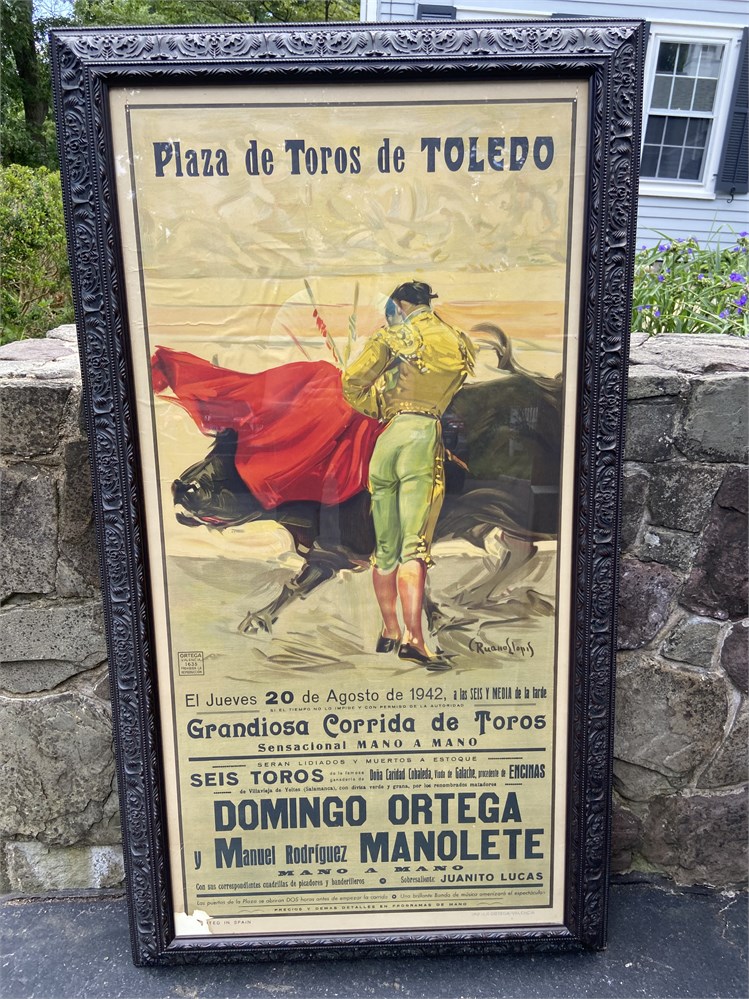 Plaza de Toros de TOLEDO
C. Ruano Llopis
ORTEGA
VALENCIA
1635
El Jueves 20 de Agosto de 1942, a las SEIS Y MEDIA de la tarde
SI EL TIEMPO NO LO IMPIDE Y CON PERMISO DE LA AUTORIDAD
Grandiosa Corrida de Toros
Sensacional MANO A MANO
SERAN LIDIADOS Y MUERTOS A ESTOQUE
SEIS TOROS de la famosa ganadería de Doña Caridad Cobaleda, Viuda de Galache, procedente de ENCINAS
de Villavieja de Yeltes (Salamanca), con divisa verde y grana, por los renombrados matadores
DOMINGO ORTEGA
y Manuel Rodríguez MANOLETE
MANO A MANO
Con sus correspondientes cuadrillas de picadores y banderilleros Sobresaliente: JUANITO LUCAS
Las puertas de la Plaza se abrirán DOS horas antes de empezar la corrida. Una brillante Banda de música amenizará el espectáculo
PRECIOS Y DEMAS DETALLES EN PROGRAMAS DE MANO
IN SPAIN